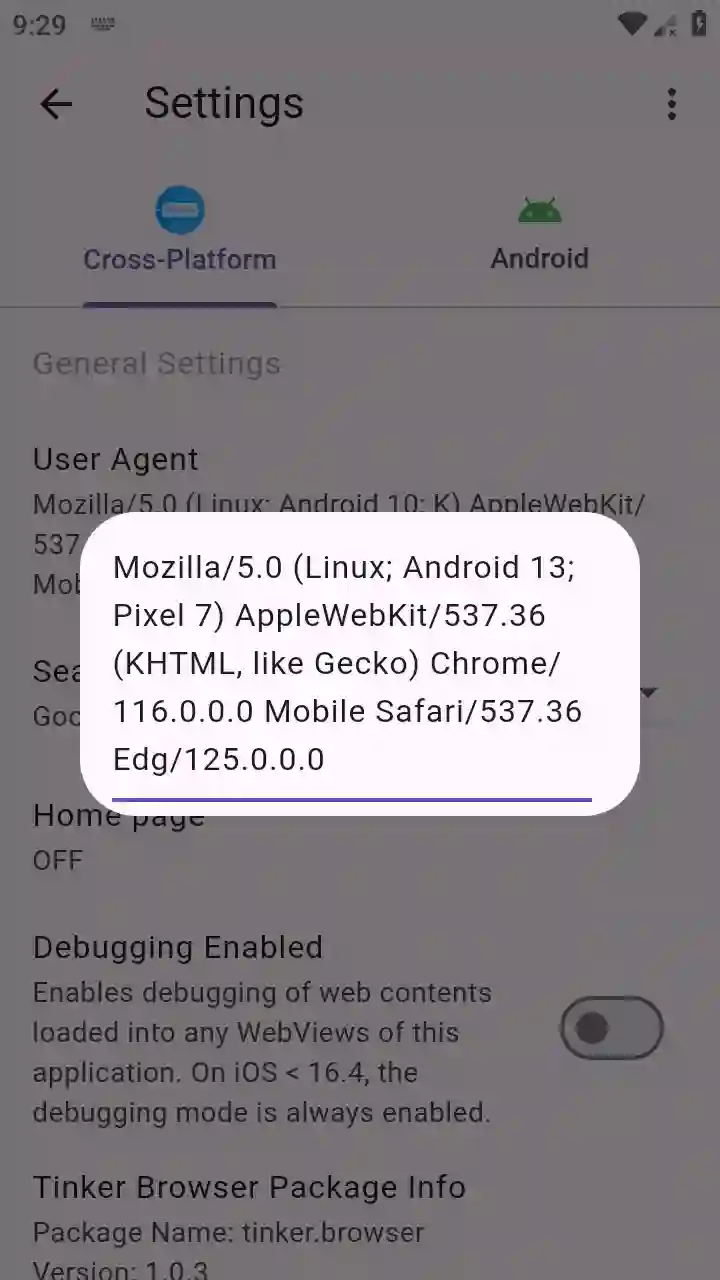 9:29
Settings
Cross-Platform
Android
General Settings
User Agent
Mozilla/5.0 (Linux; Android 10; K) AppleWebKit/
537
Mob
Mozilla/5.0 (Linux; Android 13;
Pixel 7) AppleWebKit/537.36
(KHTML, like Gecko) Chrome/
116.0.0.0 Mobile Safari/537.36
Edg/125.0.0.0
Sea
Goo
Home page
OFF
Debugging Enabled
Enables debugging of web contents
loaded into any WebViews of this
application. On iOS < 16.4, the
debugging mode is always enabled.
Tinker Browser Package Info
Package Name: tinker.browser
Version: 1.0.3